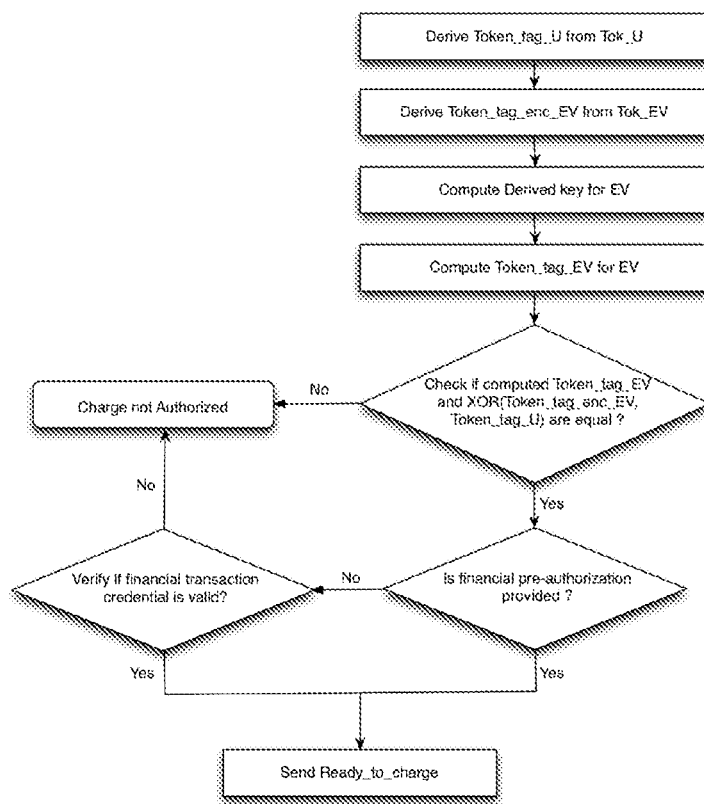 Derive Token_tag_U from Tok_U
Derive Token_tag_enc_EV from Tok_EV
Compute Derived key for EV
Compute Token_tag_EV for EV
Check if computed Token_tag_EV
and XOR(Token_tag_enc_EV,
Token_tag_U) are equal ?
No
Charge not Authorized
Yes
No
Is financial pre-authorization
provided ?
No
Verify if financial transaction
credential is valid?
Yes
Yes
Send Ready_to_charge